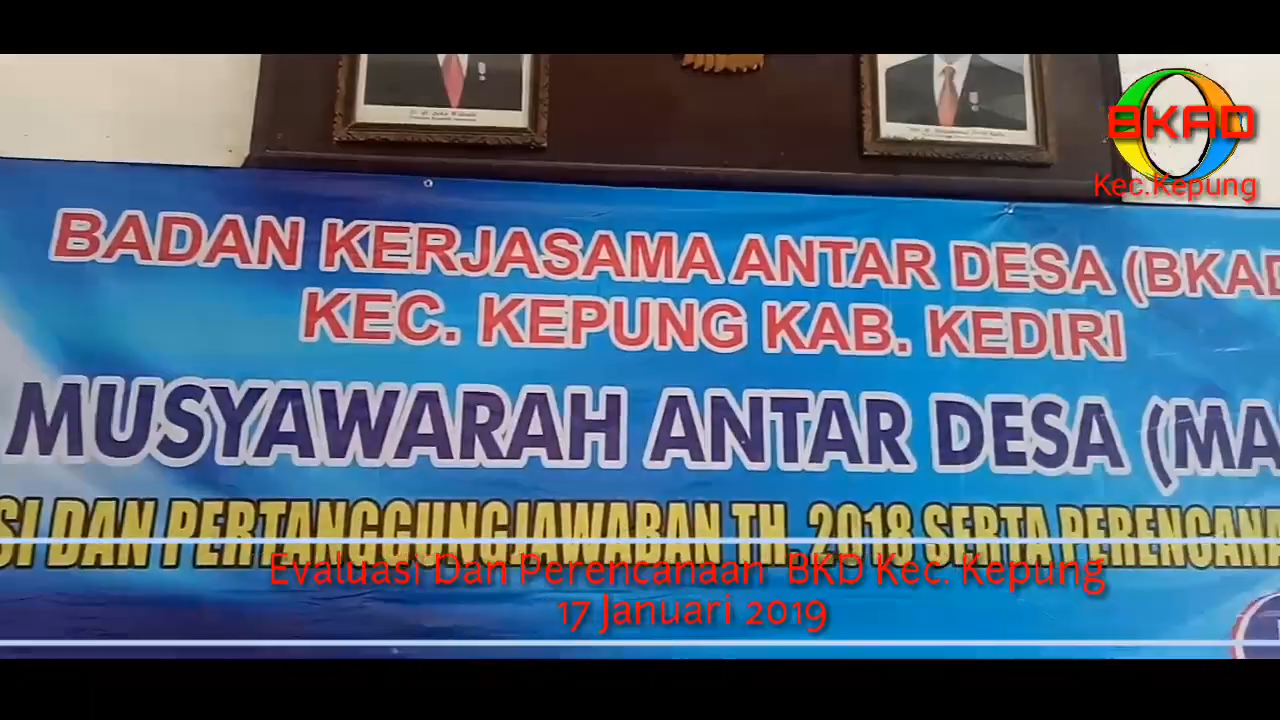 BKAD
Kec.Kepung
BADAN KERJASAMA ANTAR DESA (BKAD
KEC. KEPUNG KAB. KEDIRI
MUSYAWARAH ANTAR DESA (MA
SI DAN PERTANGGUNGJAWABAN TH. 2018 SERTA PERENCANA
Evaluasi Dan Perencanaan BKD Kec. Kepung
17 Januari 2019